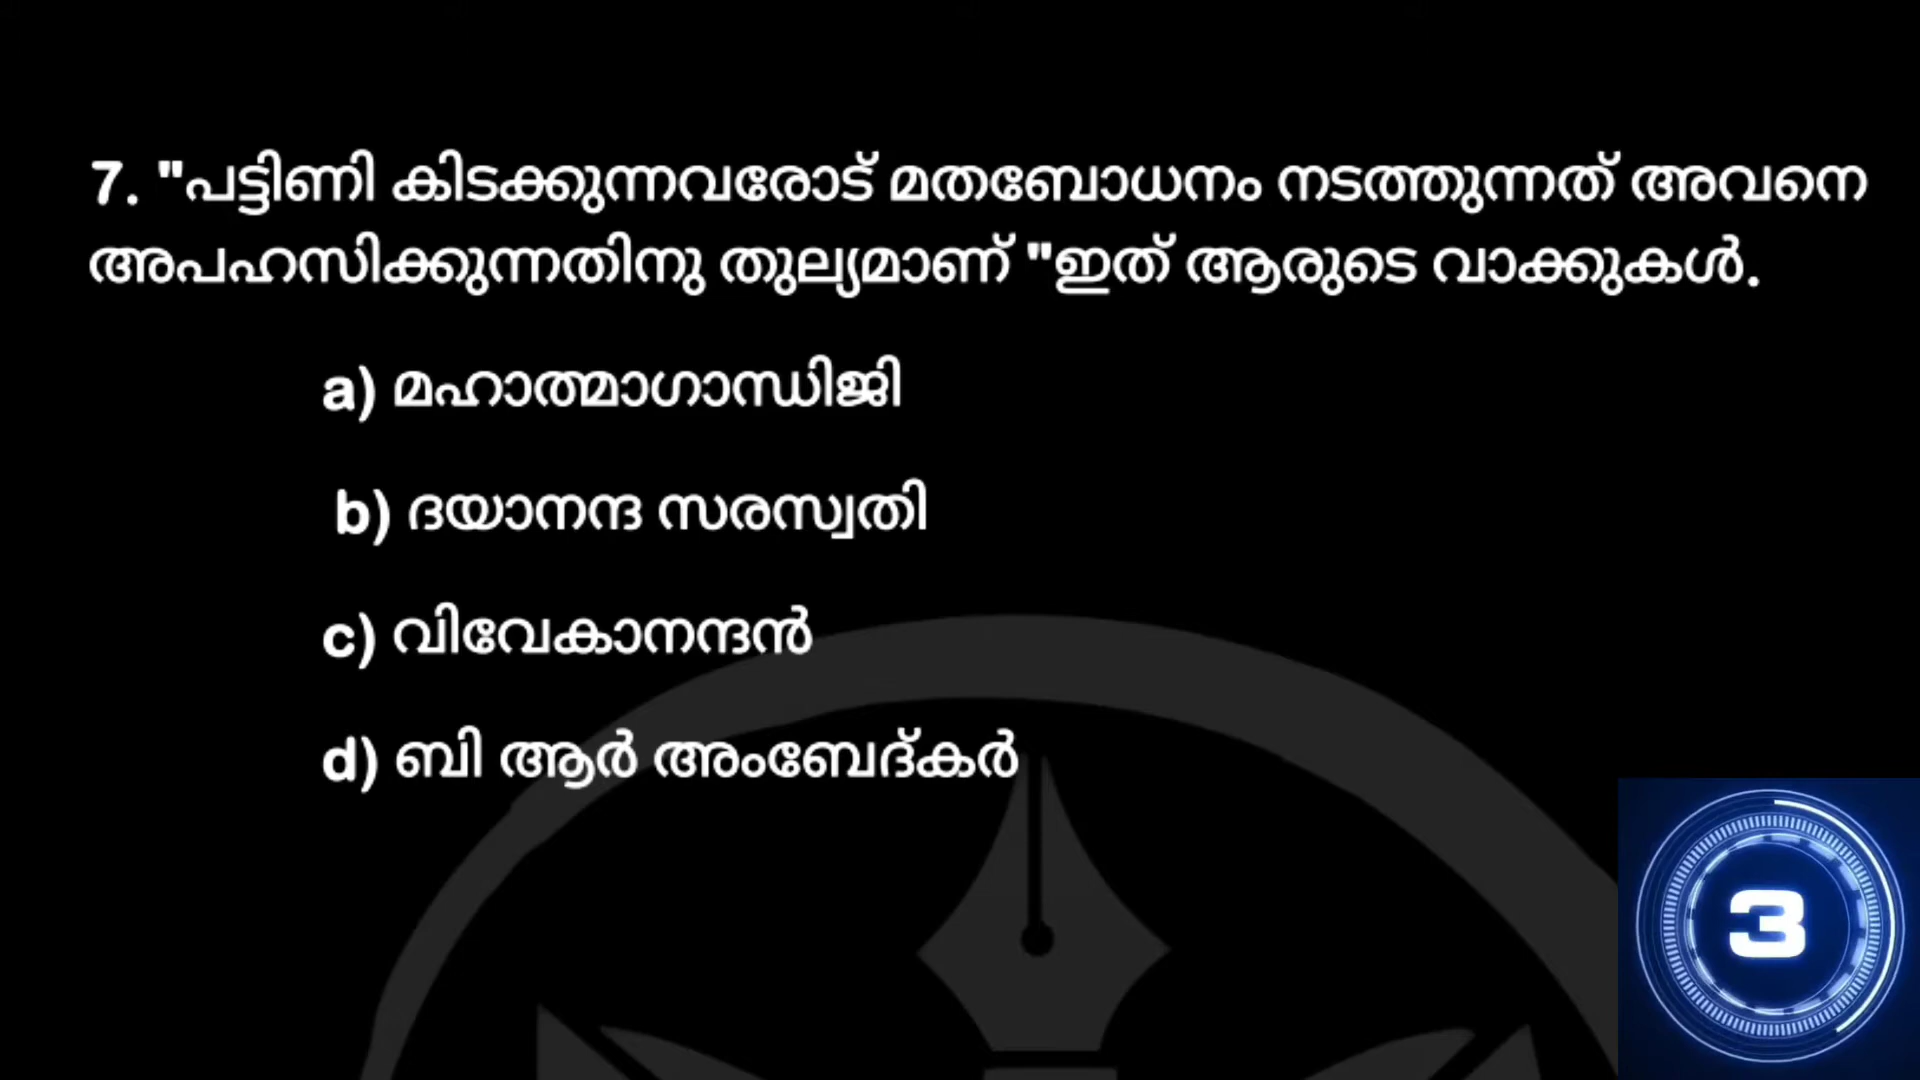 7. "പട്ടിണി കിടക്കുന്നവരോട് മതബോധനം നടത്തുന്നത് അവനെ
അപഹസിക്കുന്നതിനു തുല്യമാണ് "ഇത് ആരുടെ വാക്കുകൾ.
a) മഹാത്മാഗാന്ധിജി
b) ദയാനന്ദ സരസ്വതി
c) വിവേകാനന്ദൻ
d) ബി ആർ അംബേദ്കർ
3